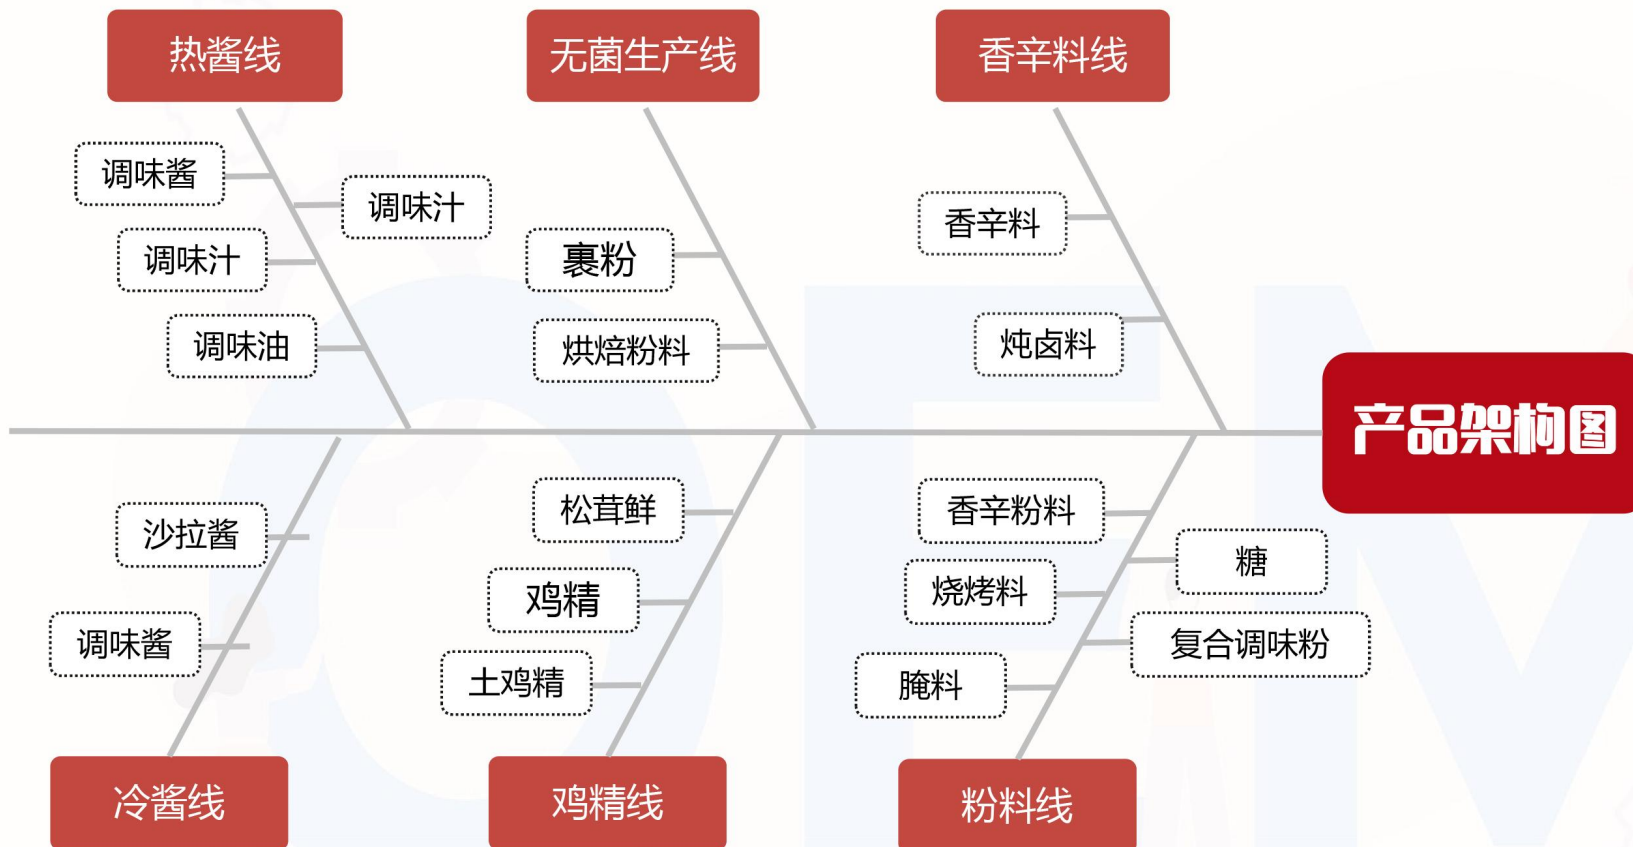 热酱线
无菌生产线
香辛料线
调味酱
调味汁
调味汁
调味油
裹粉
烘焙粉料
香辛料
炖卤料
产品架构图
沙拉酱
调味酱
松茸鲜
鸡精
土鸡精
香辛粉料
糖
烧烤料
复合调味粉
腌料
冷酱线
鸡精线
粉料线
OEM